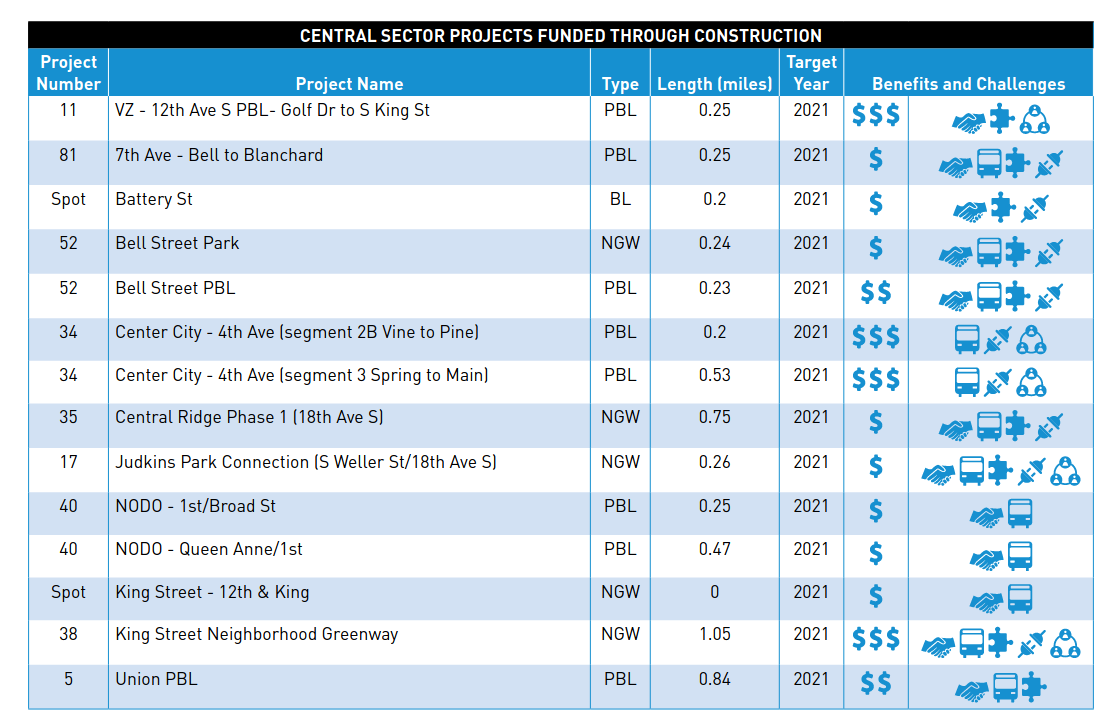 CENTRAL SECTOR PROJECTS FUNDED THROUGH CONSTRUCTION
Project Number Project Name Type Length (miles) Target Year Benefits and Challenges
11 VZ - 12th Ave S PBL- Golf Dr to S King St PBL 0.25 2021 $$$
81 7th Ave - Bell to Blanchard PBL 0.25 2021 $
Spot Battery St BL 0.2 2021 $
52 Bell Street Park NGW 0.24 2021 $
52 Bell Street PBL PBL 0.23 2021 $$
34 Center City - 4th Ave (segment 2B Vine to Pine) PBL 0.2 2021 $$$
34 Center City - 4th Ave (segment 3 Spring to Main) PBL 0.53 2021 $$$
35 Central Ridge Phase 1 (18th Ave S) NGW 0.75 2021 $
17 Judkins Park Connection (S Weller St/18th Ave S) NGW 0.26 2021 $
40 NODO - 1st/Broad St PBL 0.25 2021 $
40 NODO - Queen Anne/1st PBL 0.47 2021 $
Spot King Street - 12th & King NGW 0 2021 $
38 King Street Neighborhood Greenway NGW 1.05 2021 $$$
5 Union PBL PBL 0.84 2021 $$